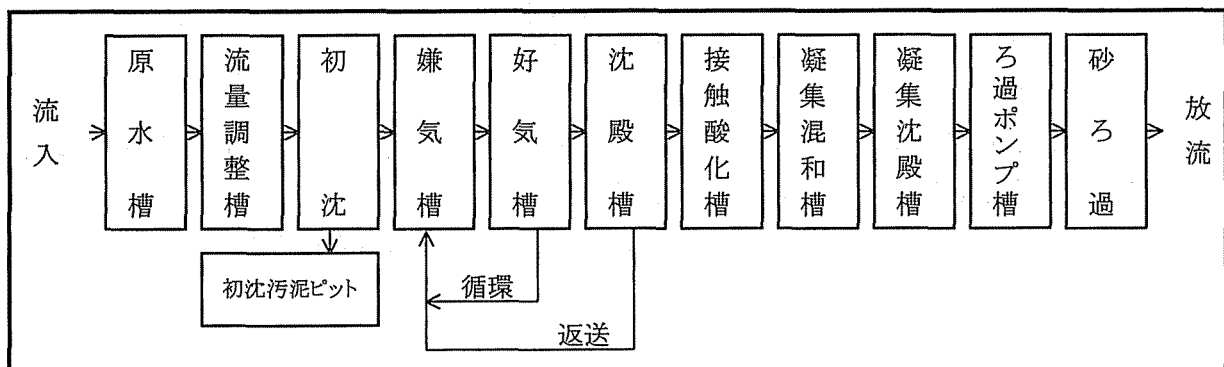 流入
原水槽
流量調整槽
初沈
嫌気槽
好気槽
沈殿槽
接触酸化槽
凝集混和槽
凝集沈殿槽
ろ過ポンプ槽
砂ろ過
放流
初沈汚泥ピット
循環
返送